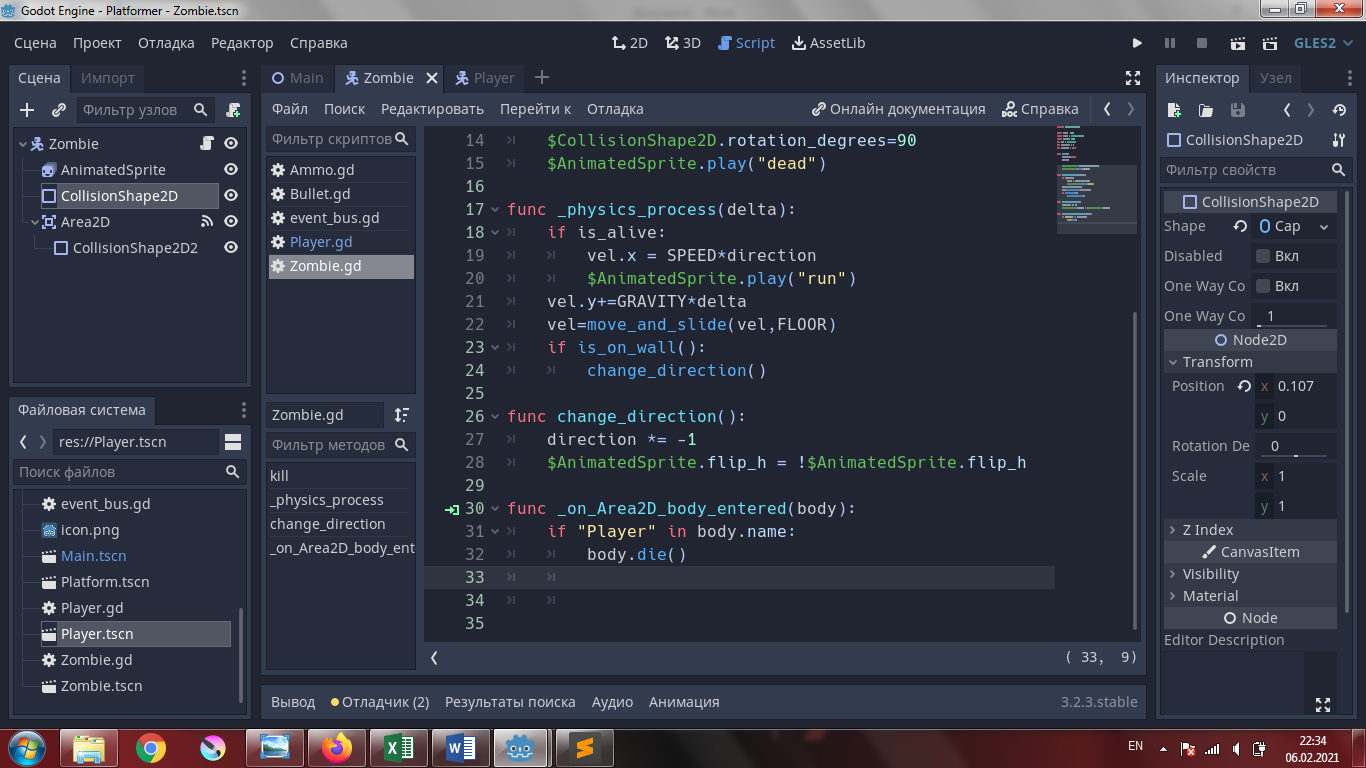 Godot Engine - Platformer - Zombie.tscn
Сцена Проект Отладка Редактор Справка
2D 3D Script AssetLib
GLES2
Сцена Импорт
Фильтр узлов
Zombie
AnimatedSprite
CollisionShape2D
Area2D
CollisionShape2D2
Файловая система
res://Player.tscn
Поиск файлов
event_bus.gd
icon.png
Main.tscn
Platform.tscn
Player.gd
Player.tscn
Zombie.gd
Zombie.tscn
Main Zombie Player
Файл Поиск Редактировать Перейти к Отладка Онлайн документация Справка
Фильтр скриптов
Ammo.gd
Bullet.gd
event_bus.gd
Player.gd
Zombie.gd
Zombie.gd
Фильтр методов
kill
_physics_process
change_direction
_on_Area2D_body_ent
14 $CollisionShape2D.rotation_degrees=90
15 $AnimatedSprite.play("dead")
16
17 func _physics_process(delta):
18 if is_alive:
19 vel.x = SPEED*direction
20 $AnimatedSprite.play("run")
21 vel.y+=GRAVITY*delta
22 vel=move_and_slide(vel,FLOOR)
23 if is_on_wall():
24 change_direction()
25
26 func change_direction():
27 direction *= -1
28 $AnimatedSprite.flip_h = !$AnimatedSprite.flip_h
29
30 func _on_Area2D_body_entered(body):
31 if "Player" in body.name:
32 body.die()
33
34
35
( 33, 9)
Вывод Отладчик (2) Результаты поиска Аудио Анимация 3.2.3.stable
Инспектор Узел
CollisionShape2D
Фильтр свойств
CollisionShape2D
Shape Cap
Disabled Вкл
One Way Co Вкл
One Way Co 1
Node2D
Transform
Position x 0.107
y 0
Rotation De 0
Scale x 1
y 1
Z Index
CanvasItem
Visibility
Material
Node
Editor Description
EN 22:34
06.02.2021